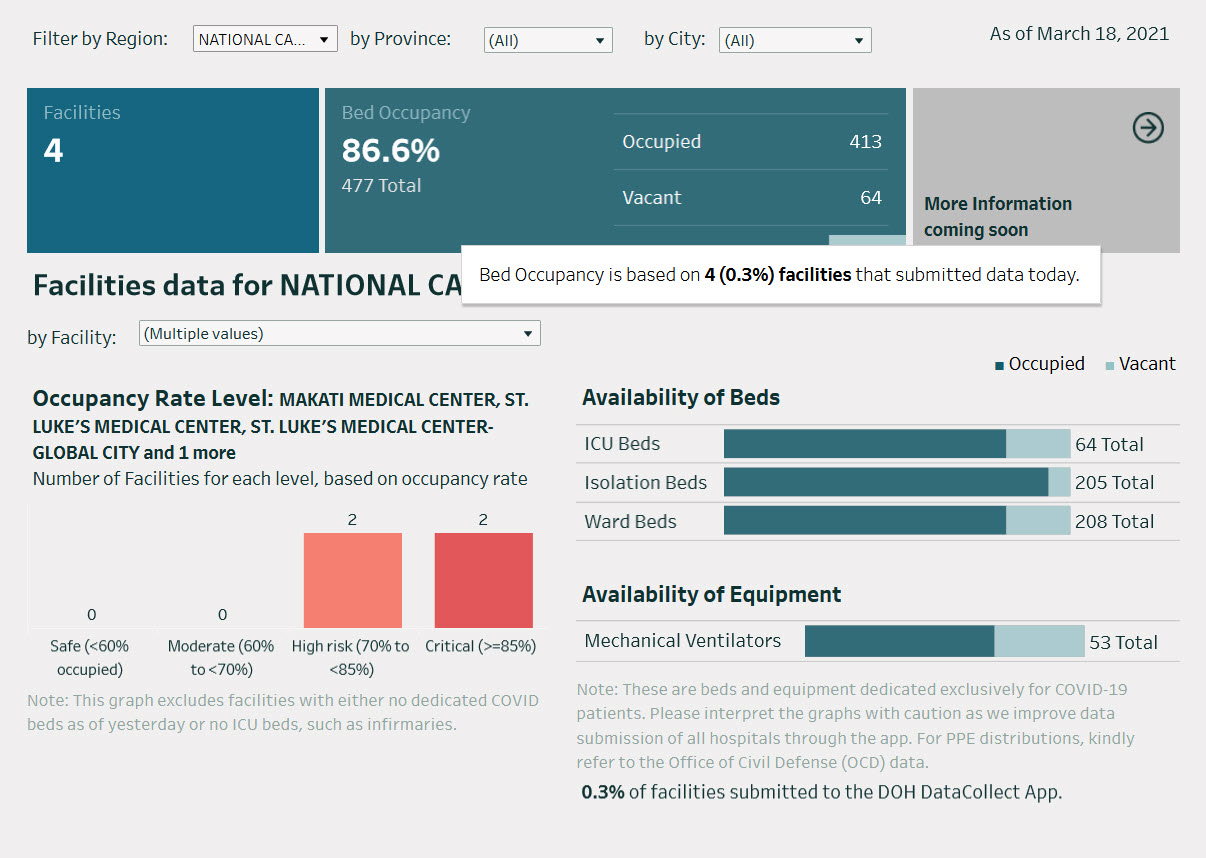 Filter by Region: NATIONAL CA... by Province: (All) by City: (All) As of March 18, 2021
Facilities
4
Bed Occupancy
86.6%
477 Total
Occupied 413
Vacant 64
More Information
coming soon
Bed Occupancy is based on 4 (0.3%) facilities that submitted data today.
Facilities data for NATIONAL CA
by Facility: (Multiple values)
Occupied Vacant
Occupancy Rate Level: MAKATI MEDICAL CENTER, ST.
LUKE'S MEDICAL CENTER, ST. LUKE'S MEDICAL CENTER-
GLOBAL CITY and 1 more
Number of Facilities for each level, based on occupancy rate
0 0 2 2
Safe (<60%
occupied)
Moderate (60%
to <70%)
High risk (70% to
<85%)
Critical (>=85%)
Note: This graph excludes facilities with either no dedicated COVID
beds as of yesterday or no ICU beds, such as infirmaries.
Availability of Beds
ICU Beds 64 Total
Isolation Beds 205 Total
Ward Beds 208 Total
Availability of Equipment
Mechanical Ventilators 53 Total
Note: These are beds and equipment dedicated exclusively for COVID-19
patients. Please interpret the graphs with caution as we improve data
submission of all hospitals through the app. For PPE distributions, kindly
refer to the Office of Civil Defense (OCD) data.
0.3% of facilities submitted to the DOH DataCollect App.